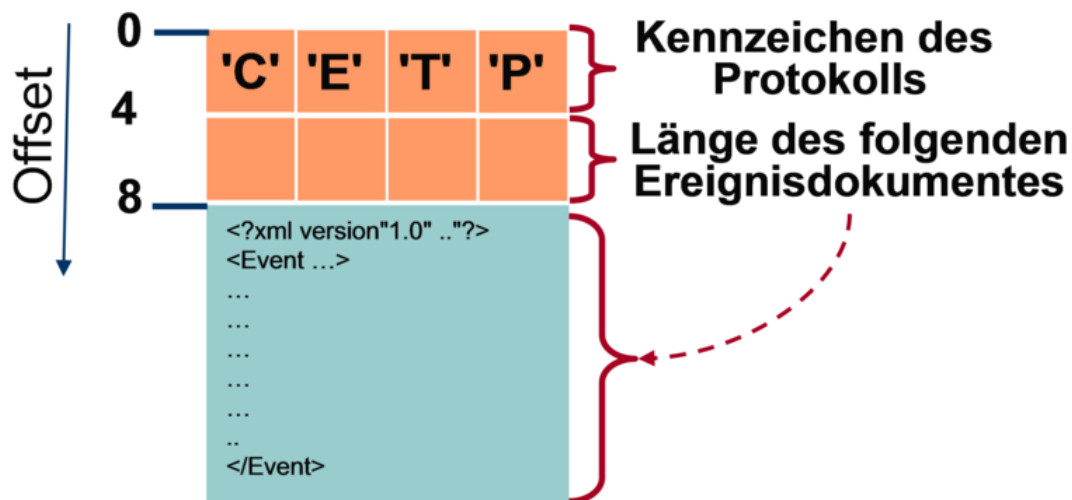 Offset
0
4
8
'C' 'E' 'T' 'P'
Kennzeichen des
Protokolls
Länge des folgenden
Ereignisdokumentes
<?xml version"1.0" .."?>
<Event ...>
...
...
...
...
...
..
</Event>